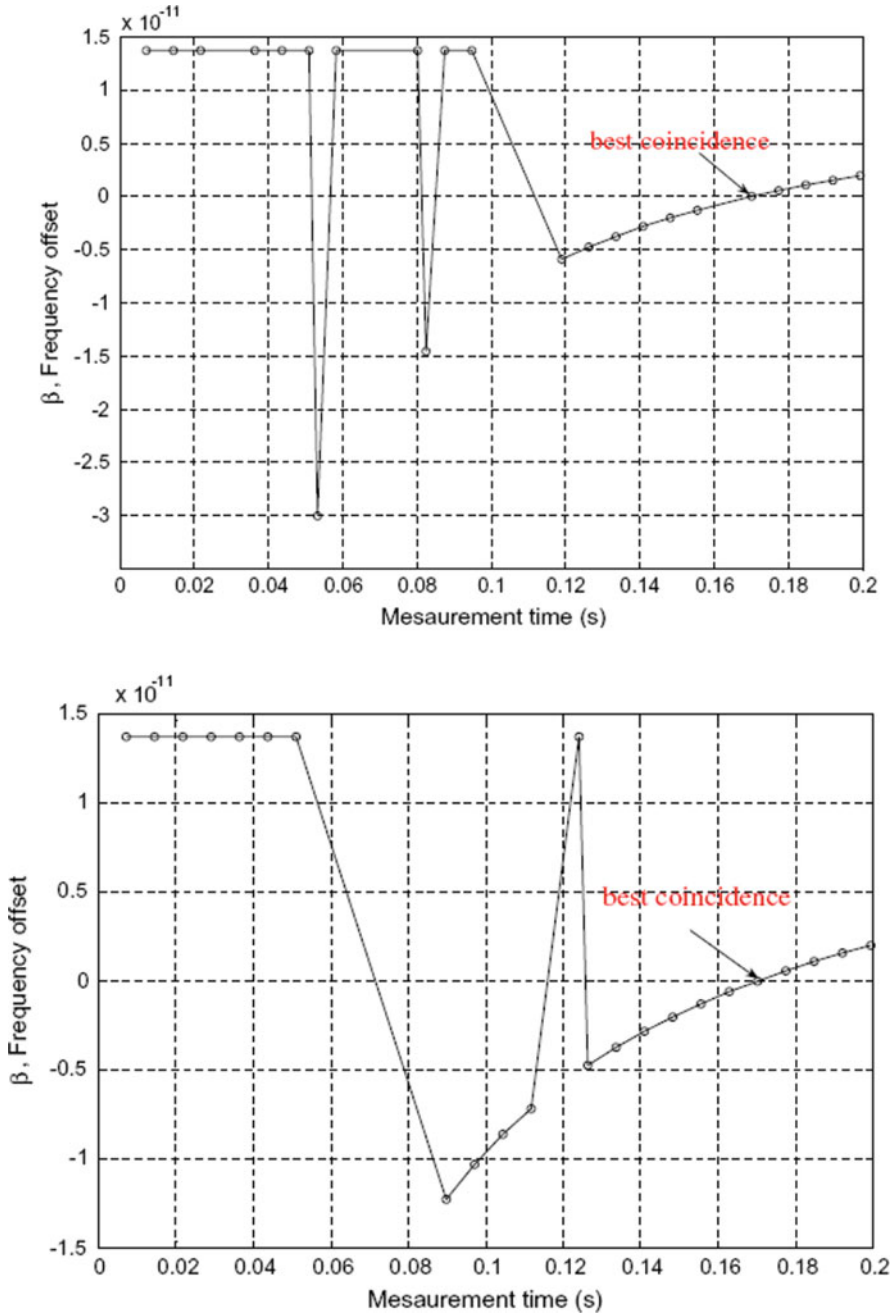 x 10-11
1.5
1
0.5
0
-0.5
-1
-1.5
-2
-2.5
-3
best coincidence
β, Frequency offset
0 0.02 0.04 0.06 0.08 0.1 0.12 0.14 0.16 0.18 0.2
Mesaurement time (s)
x 10-11
1.5
1
0.5
0
-0.5
-1
-1.5
best coincidence
β, Frequency offset
0 0.02 0.04 0.06 0.08 0.1 0.12 0.14 0.16 0.18 0.2
Mesaurement time (s)